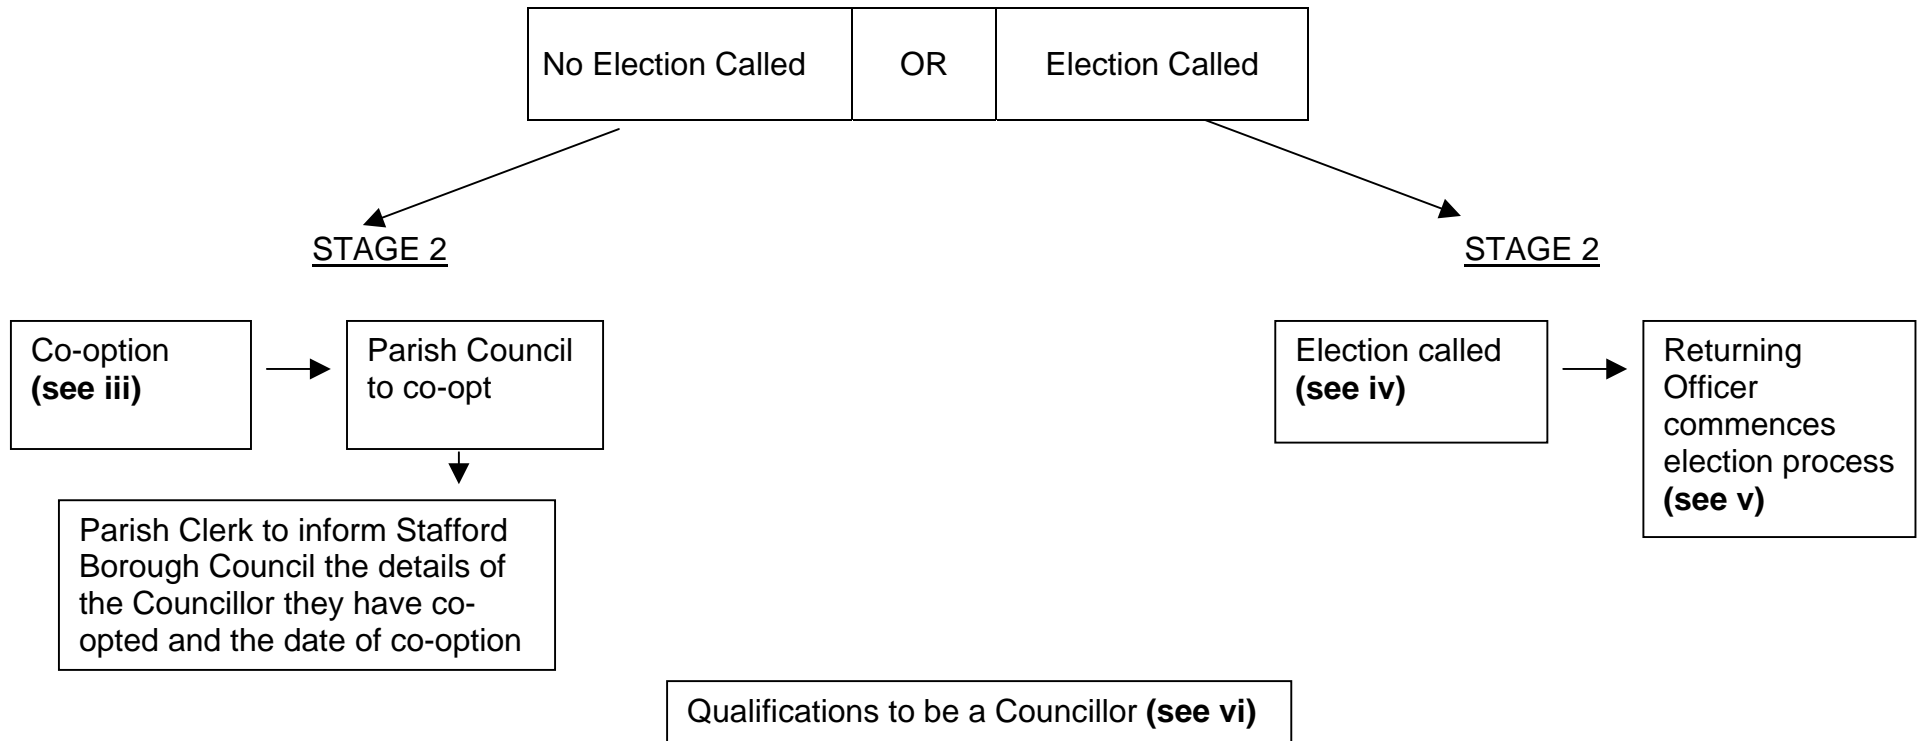 No Election Called
OR
Election Called
STAGE 2
STAGE 2
Co-option
(see iii)
Parish Council
to co-opt
Parish Clerk to inform Stafford
Borough Council the details of
the Councillor they have co-
opted and the date of co-option
Election called
(see iv)
Returning
Officer
commences
election process
(see v)
Qualifications to be a Councillor (see vi)